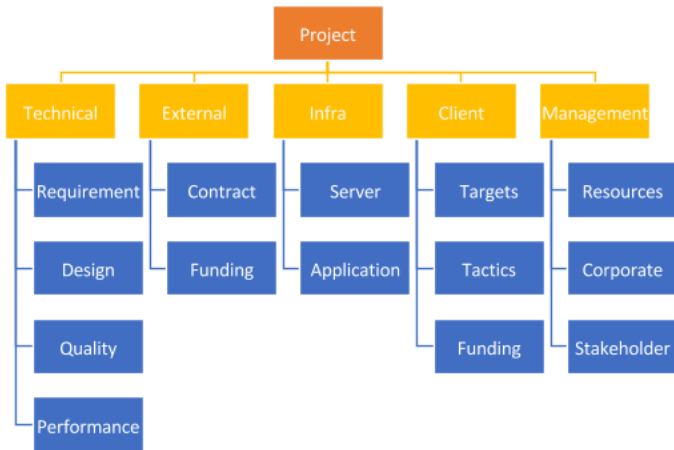 Project
Technical
External
Infra
Client
Management
Requirement
Contract
Server
Targets
Resources
Design
Funding
Application
Tactics
Corporate
Quality
Funding
Stakeholder
Performance